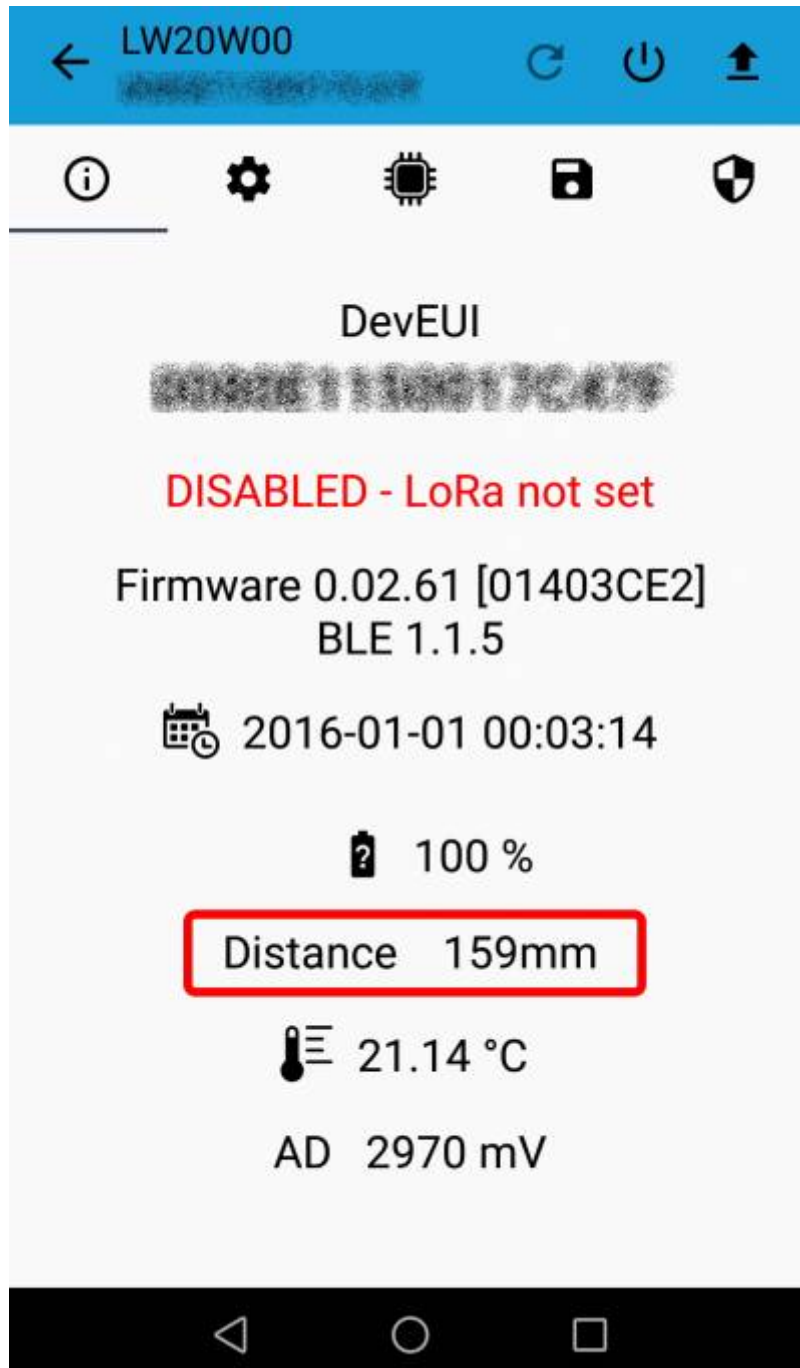 LW20W00
DevEUI
DISABLED - LoRa not set
Firmware 0.02.61 [01403CE2]
BLE 1.1.5
2016-01-01 00:03:14
100 %
Distance 159mm
21.14 °C
AD 2970 mV